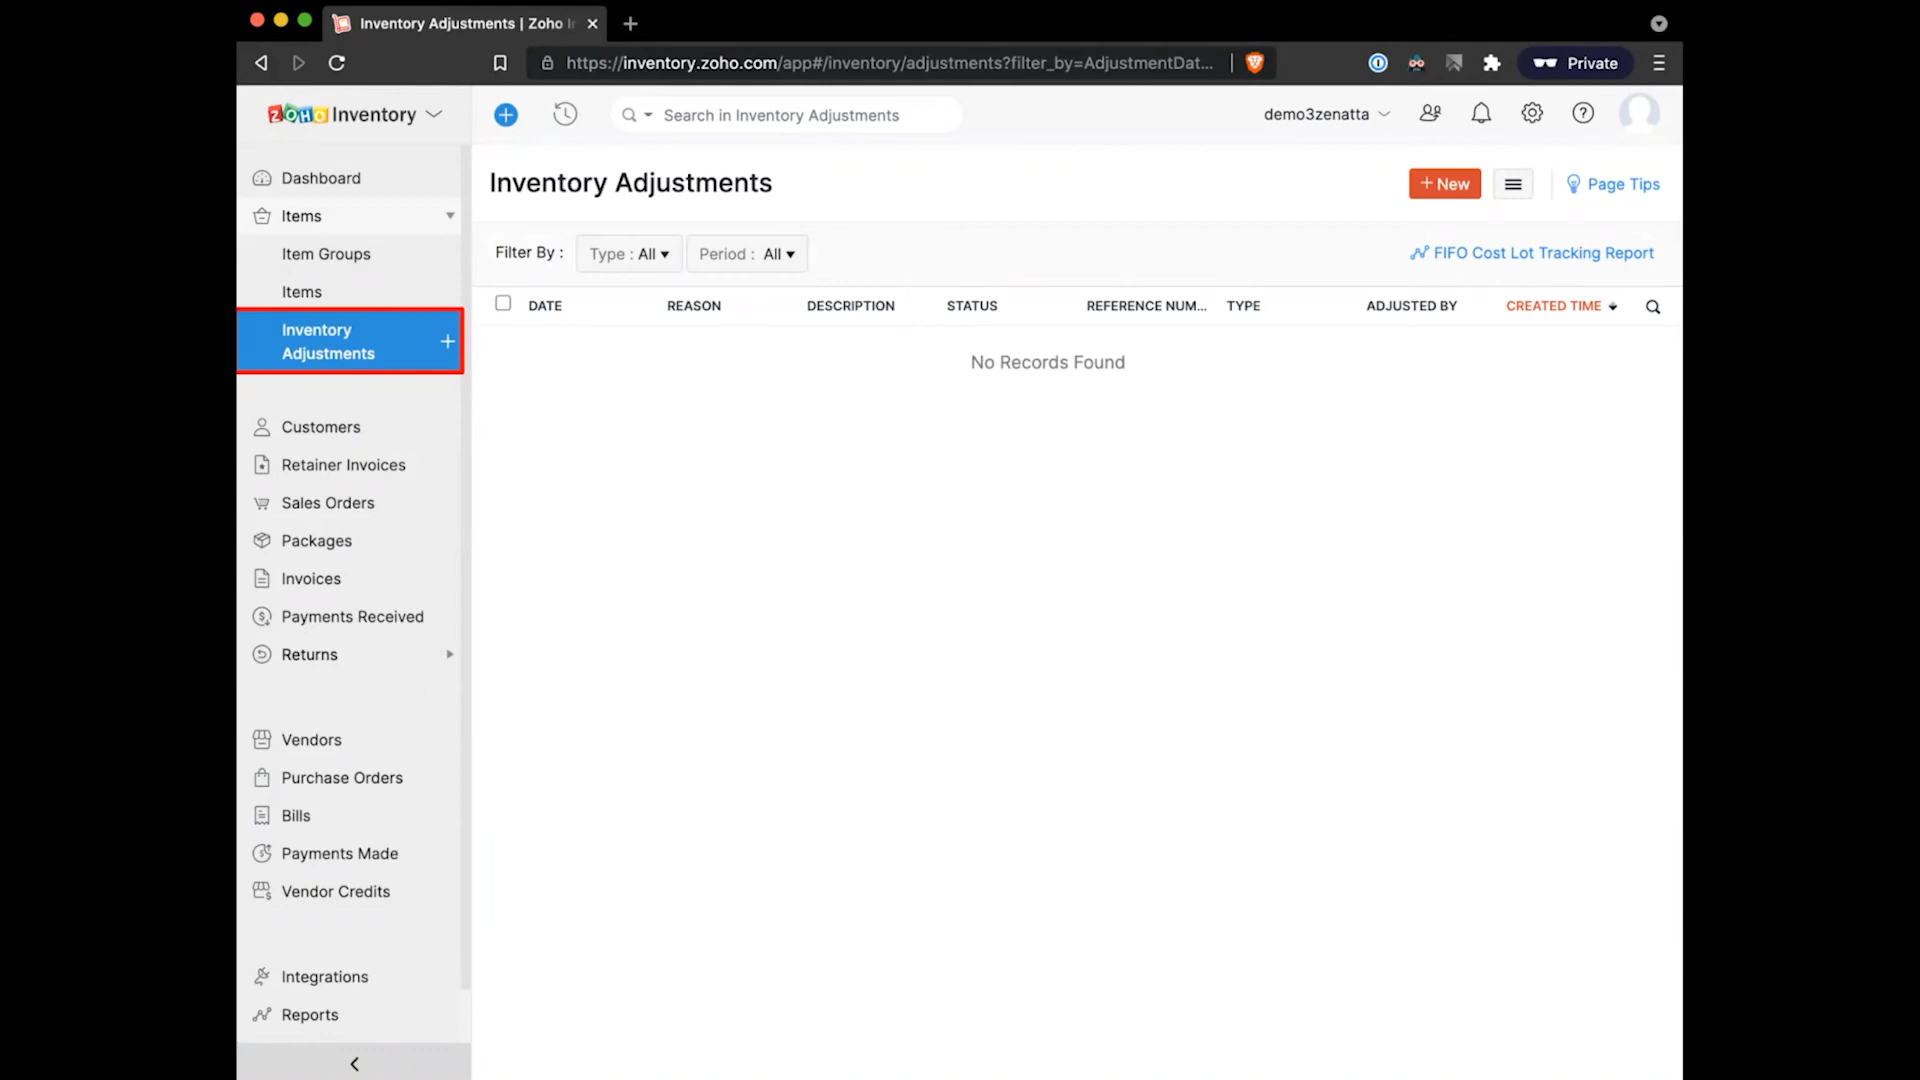 Inventory Adjustments | Zoho In
https://inventory.zoho.com/app#/inventory/adjustments?filter_by=AdjustmentDat...
Private
ZOHO Inventory
Search in Inventory Adjustments
demo3zenatta
Dashboard
Items
Item Groups
Items
Inventory
Adjustments
Customers
Retainer Invoices
Sales Orders
Packages
Invoices
Payments Received
Returns
Vendors
Purchase Orders
Bills
Payments Made
Vendor Credits
Integrations
Reports
Inventory Adjustments
+ New
Page Tips
Filter By :
Type : All
Period : All
FIFO Cost Lot Tracking Report
DATE REASON DESCRIPTION STATUS REFERENCE NUM... TYPE ADJUSTED BY CREATED TIME
No Records Found